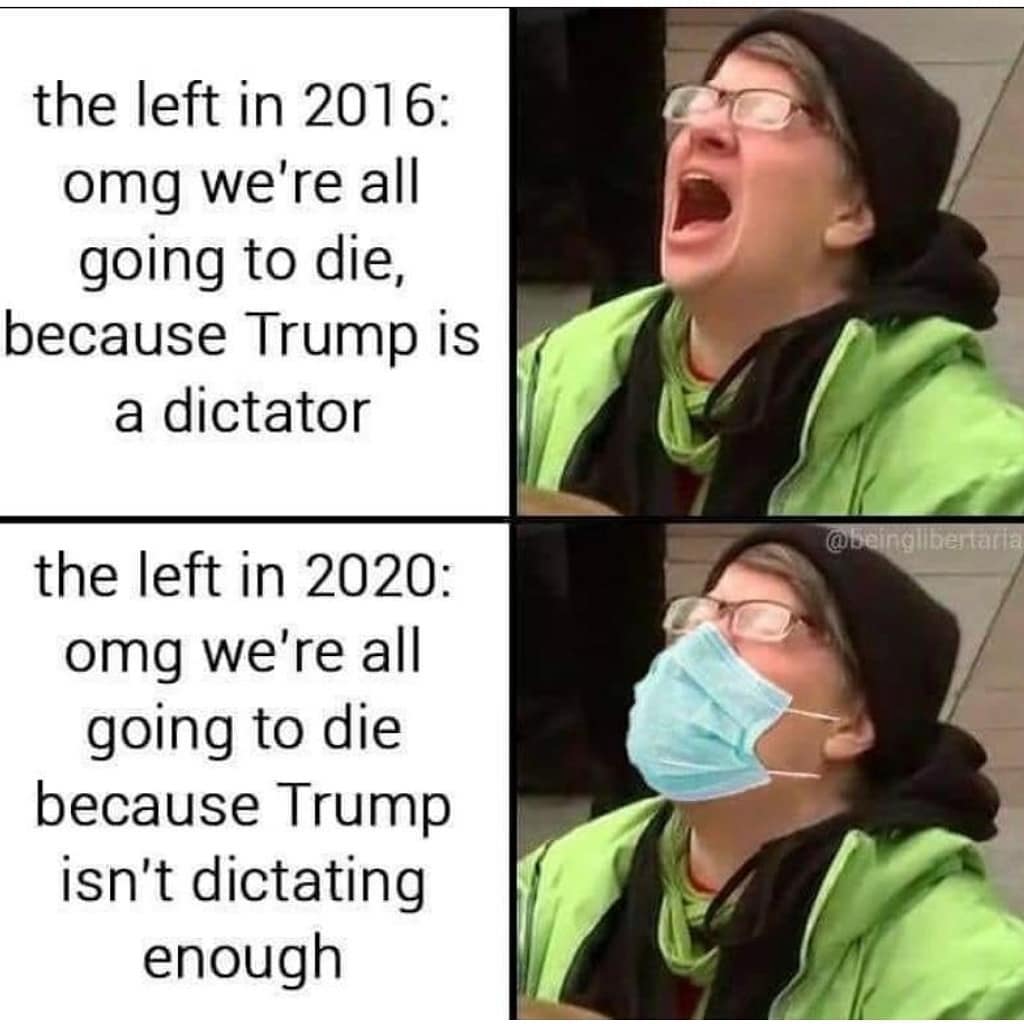 the left in 2016:
omg we're all
going to die,
because Trump is
a dictator
@beinglibertaria
the left in 2020:
omg we're all
going to die
because Trump
isn't dictating
enough